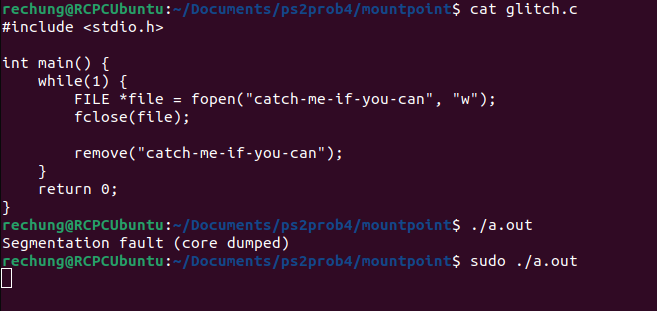 rechung@RCPCUbuntu:~/Documents/ps2prob4/mountpoint$ cat glitch.c
#include <stdio.h>

int main() {
    while(1) {
        FILE *file = fopen("catch-me-if-you-can", "w");
        fclose(file);

        remove("catch-me-if-you-can");
    }
    return 0;
}
rechung@RCPCUbuntu:~/Documents/ps2prob4/mountpoint$ ./a.out
Segmentation fault (core dumped)
rechung@RCPCUbuntu:~/Documents/ps2prob4/mountpoint$ sudo ./a.out